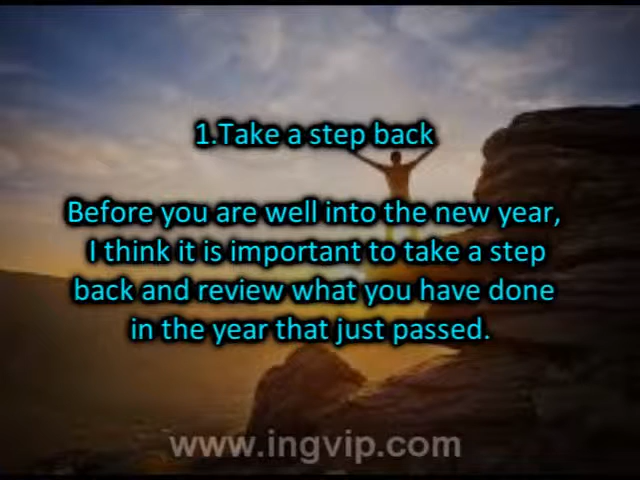 1.Take a step back
Before you are well into the new year,
I think it is important to take a step
back and review what you have done
in the year that just passed.
www.ingvip.com